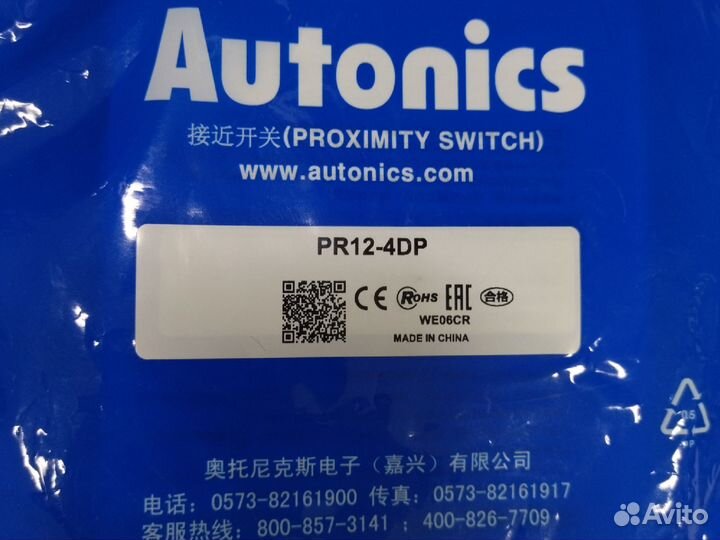 Autonics
接近开关(PROXIMITY SWITCH)
www.autonics.com
PR12-4DP
CE RoHS EAC 合格
WE06CR
MADE IN CHINA
奥托尼克斯电子（嘉兴）有限公司
电话: 0573-82161900 传真: 0573-82161917
客服热线: 800-857-3141 ; 400-826-7709
Avito